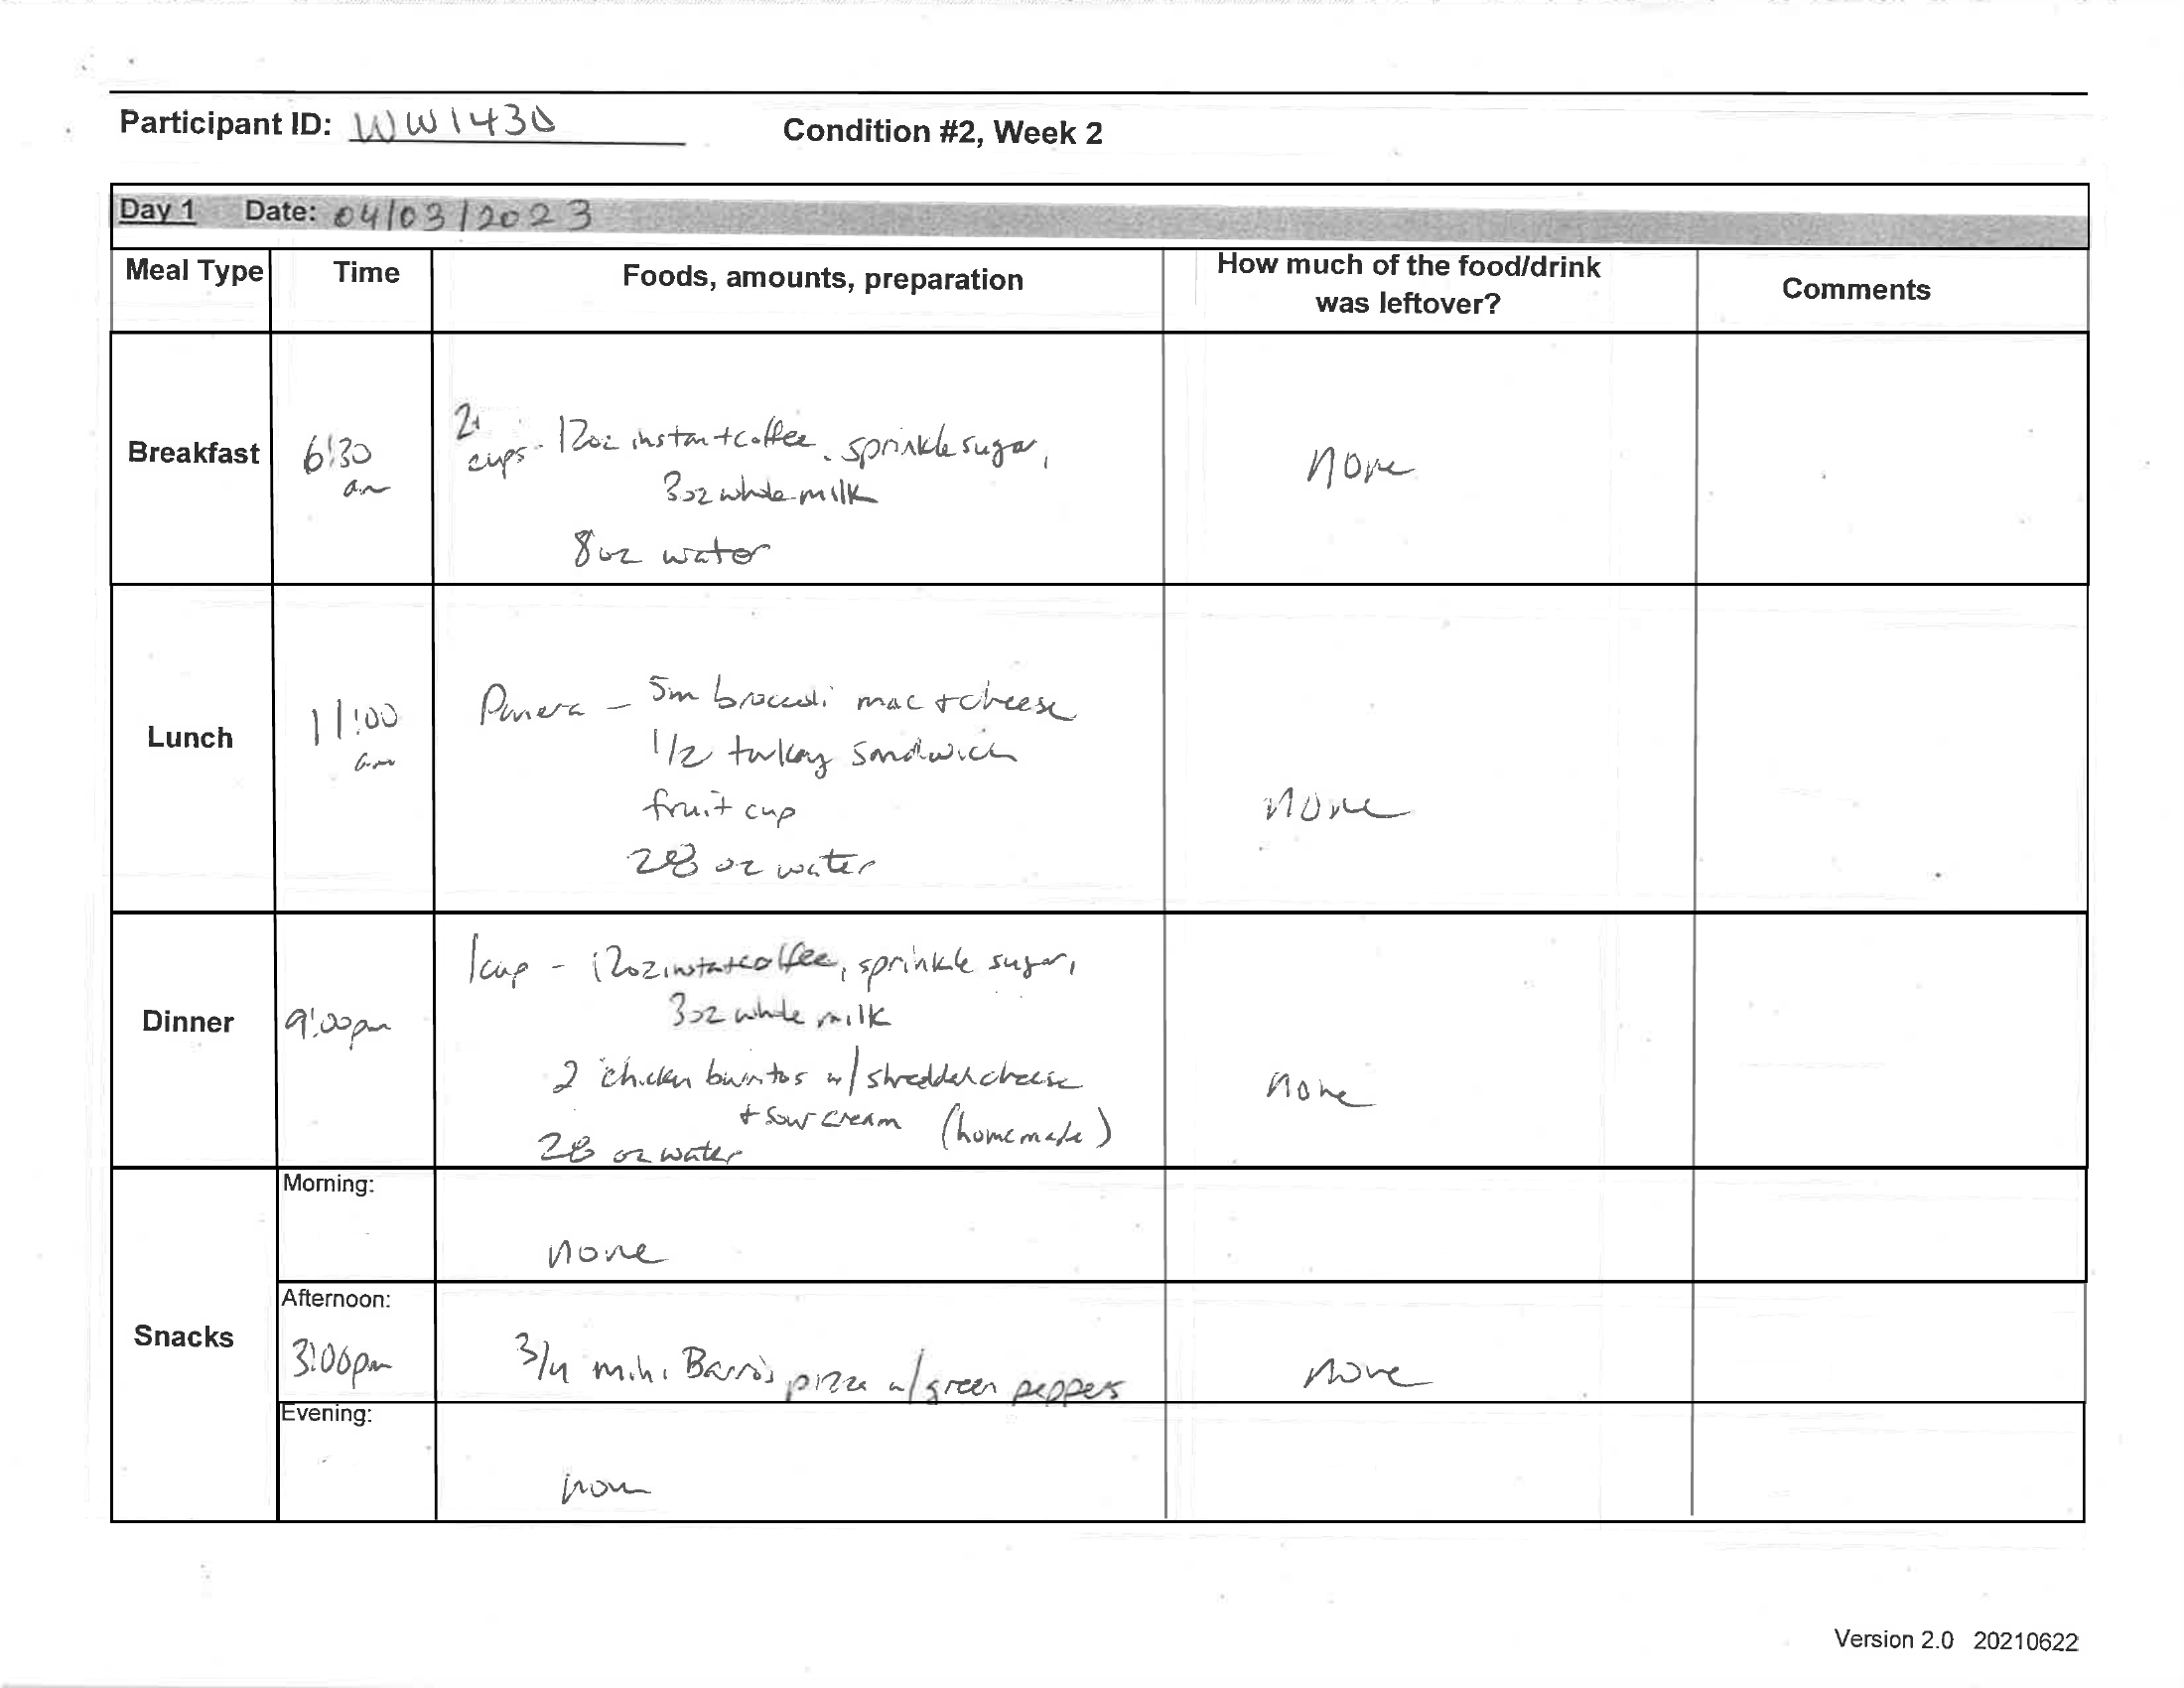 Participant ID: WW1430
Condition #2, Week 2
Day 1 Date: 04/03/2023
Meal Type
Time
Foods, amounts, preparation
How much of the food/drink
was leftover?
Comments
Breakfast
6:30
am
2
cups - 12oz instant coffee, sprinkle sugar,
3oz whole milk
8oz water
none
Lunch
11:00
am
Panera - Sm broccoli mac + cheese
1/2 turkey sandwich
fruit cup
28 oz water
none
Dinner
9:00pm
1cup - 12oz instant coffee, sprinkle sugar,
3oz whole milk
2 chicken burritos w/ shredded cheese
+ sour cream (homemade)
28 oz water
none
Snacks
Morning:
none
Afternoon:
3:00pm
3/4 mini Barro's pizza w/ green peppers
none
Evening:
none
Version 2.0 20210622